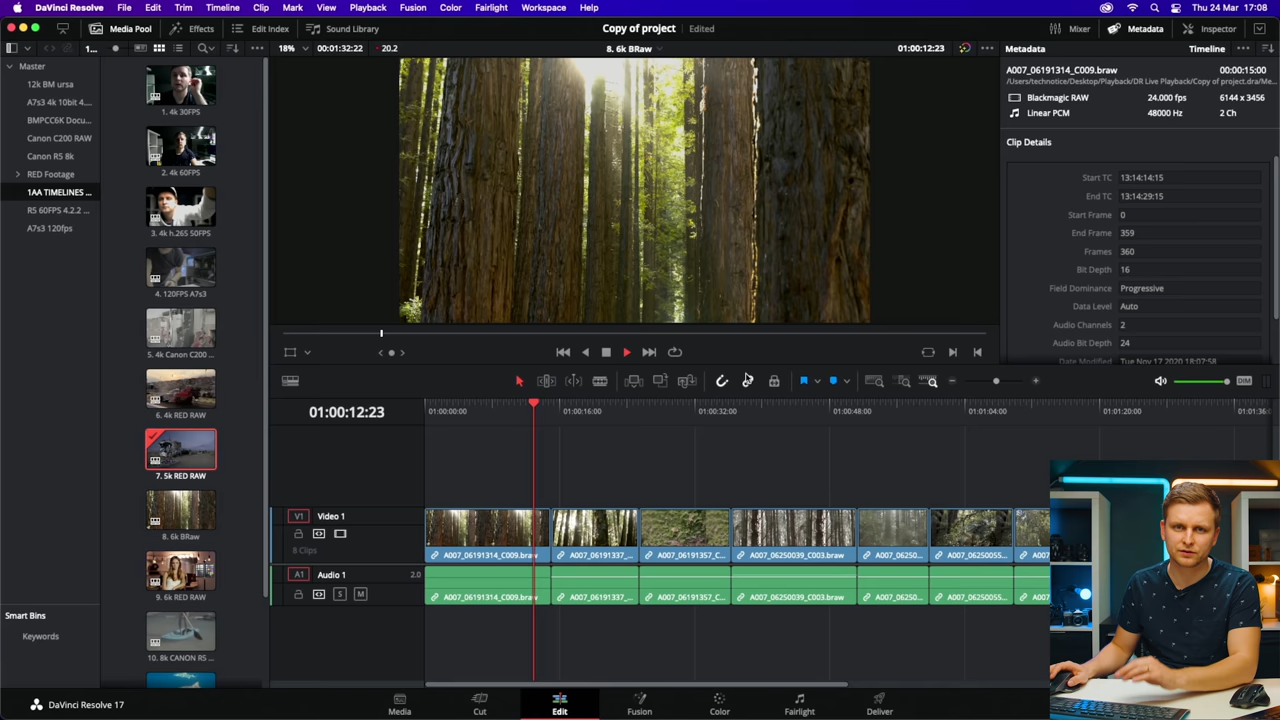 DaVinci Resolve File Edit Trim Timeline Clip Mark View Playback Fusion Color Fairlight Workspace Help Thu 24 Mar 17:08
Media Pool Effects Edit Index Sound Library Copy of project Edited Mixer Metadata Inspector
1... 18% 00:01:32:22 20.2 8. 6k BRaw 01:00:12:23 Metadata Timeline
Master
12k BM ursa
A7s3 4k 10bit 4....
BMPCC6K Docu...
Canon C200 RAW
Canon R5 8k
RED Footage
1AA TIMELINES ...
R5 60FPS 4.2.2 ...
A7s3 120fps
1. 4k 30FPS
2. 4k 60FPS
3. 4k h.265 50FPS
4. 120FPS A7s3
5. 4k Canon C200 ...
6. 4k RED RAW
7. 5k RED RAW
8. 6k BRaw
9. 6k RED RAW
10. 8k CANON R5 ...
Smart Bins
Keywords
A007_06191314_C009.braw 00:00:15:00
/Users/technotice/Desktop/Playback/DR Live Playback/Copy of project.dra/Me...
Blackmagic RAW 24.000 fps 6144 x 3456
Linear PCM 48000 Hz 2 Ch
Clip Details
Start TC 13:14:14:15
End TC 13:14:29:15
Start Frame 0
End Frame 359
Frames 360
Bit Depth 16
Field Dominance Progressive
Data Level Auto
Audio Channels 2
Audio Bit Depth 24
Date Modified Tue Nov 17 2020 18:07:58
DIM
01:00:12:23 01:00:00:00 01:00:16:00 01:00:32:00 01:00:48:00 01:01:04:00 01:01:20:00 01:01:36:0
V1 Video 1
8 Clips
A007_06191314_C009.braw A007_06191337_... A007_06191357_C... A007_06250039_C003.braw A007_06250... A007_06250055...
A1 Audio 1 2.0
S M
A007_06191314_C009.braw A007_06191337_... A007_06191357_C... A007_06250039_C003.braw A007_06250... A007_06250055...
DaVinci Resolve 17 Media Cut Edit Fusion Color Fairlight Deliver